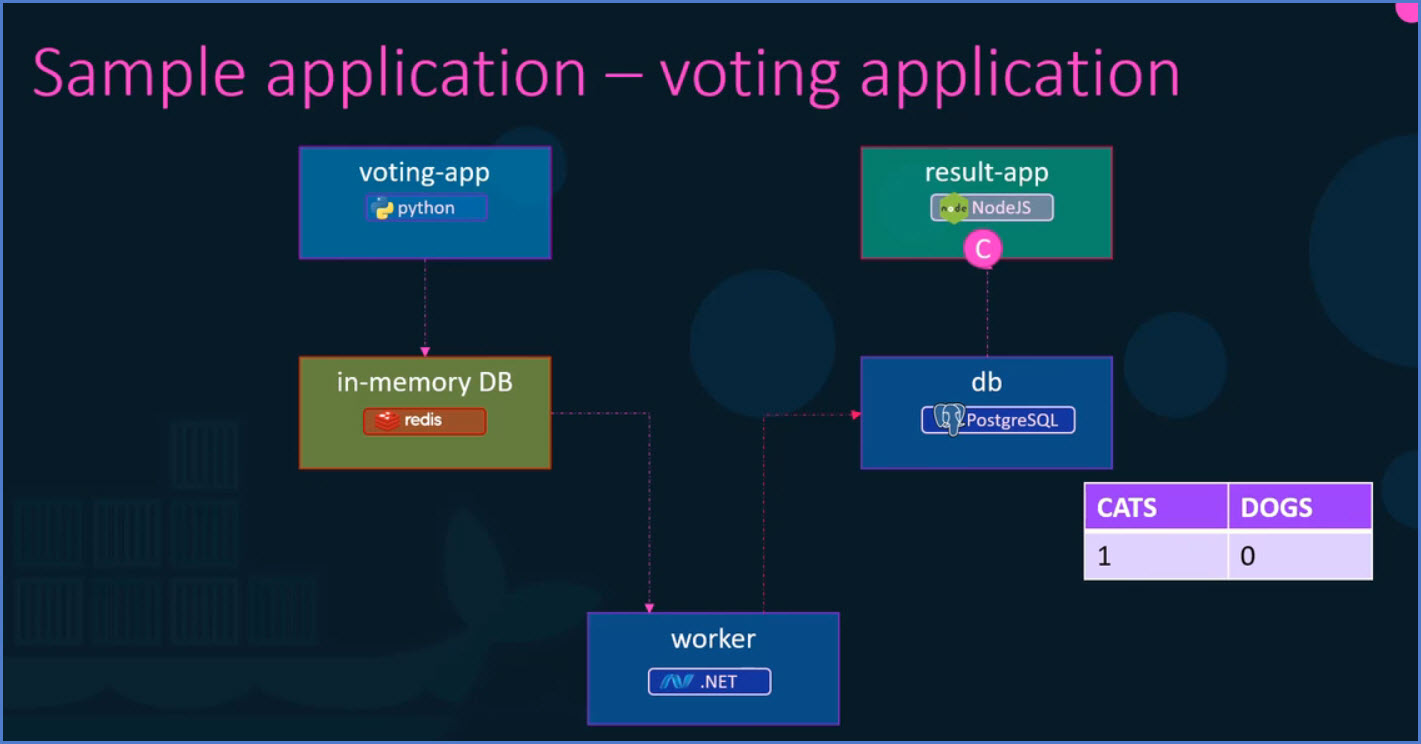 Sample application – voting application
voting-app
python
result-app
node NodeJS
C
in-memory DB
redis
db
PostgreSQL
CATS DOGS
1 0
worker
.NET